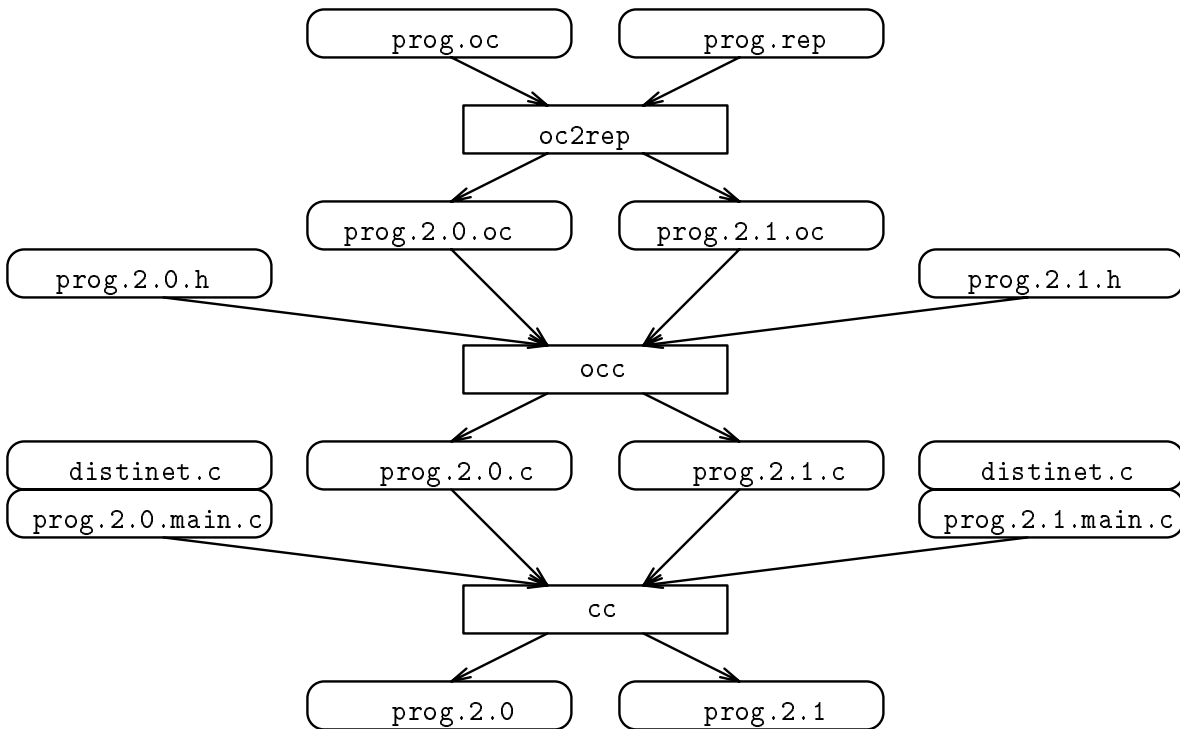 prog.oc
prog.rep
oc2rep
prog.2.0.oc
prog.2.1.oc
prog.2.0.h
prog.2.1.h
occ
distinet.c
prog.2.0.c
prog.2.1.c
distinet.c
prog.2.0.main.c
prog.2.1.main.c
cc
prog.2.0
prog.2.1